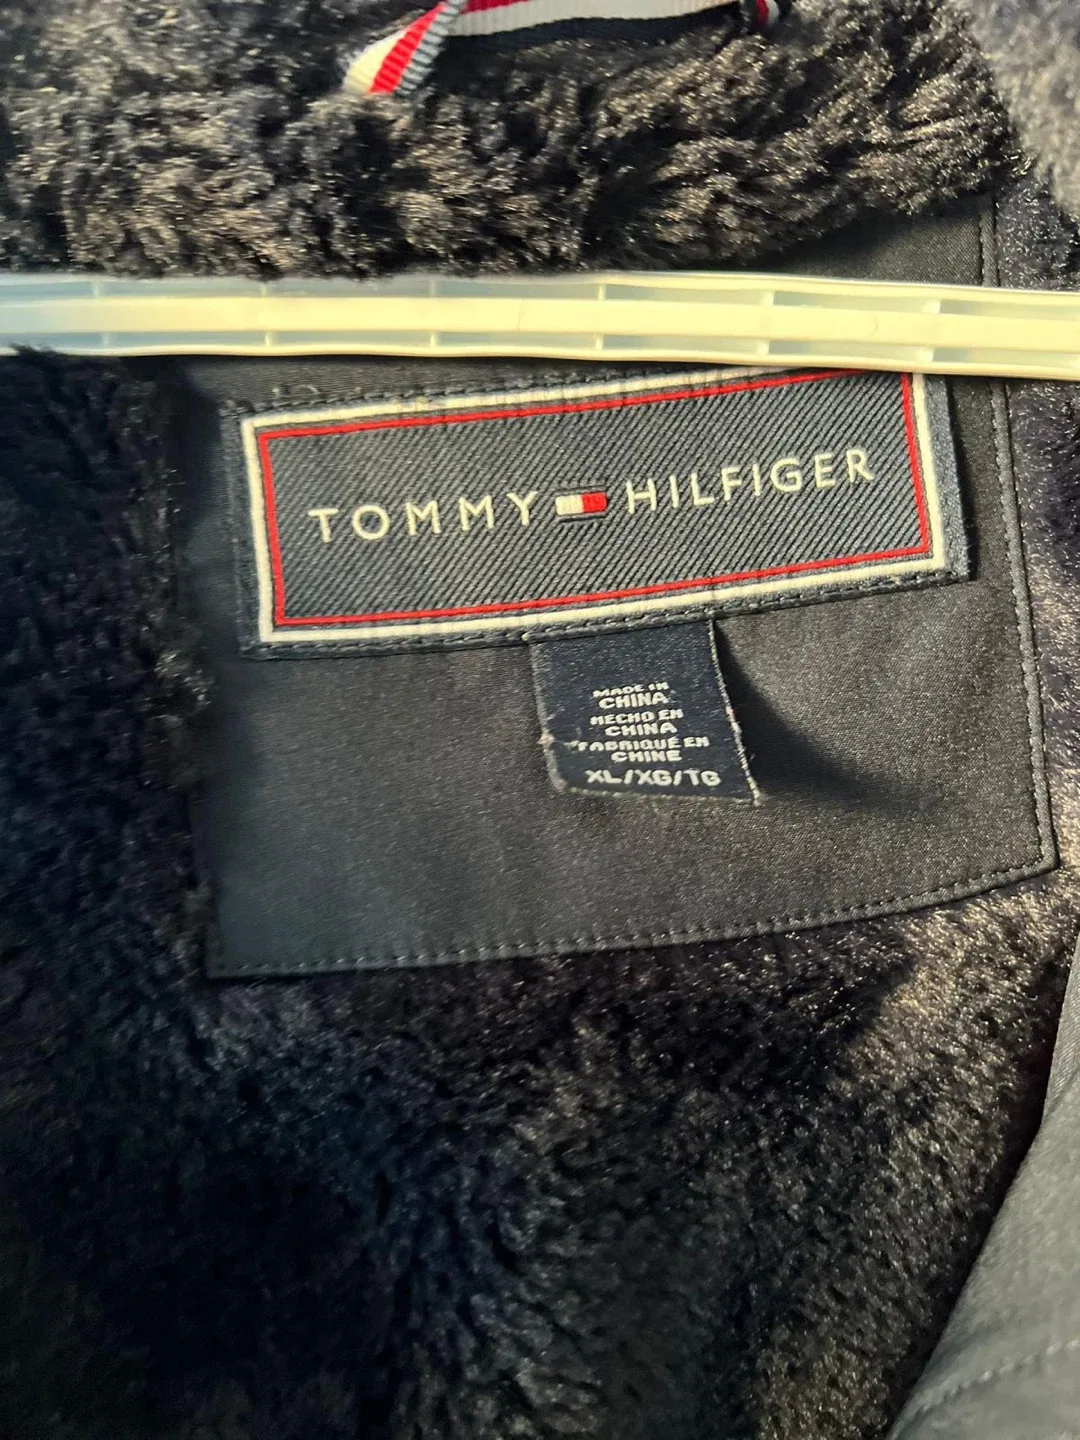 TOMMY HILFIGER
MADE IN
CHINA
HECHO EN
CHINA
FABRIQUÉ EN
CHINE
XL/XG/TG